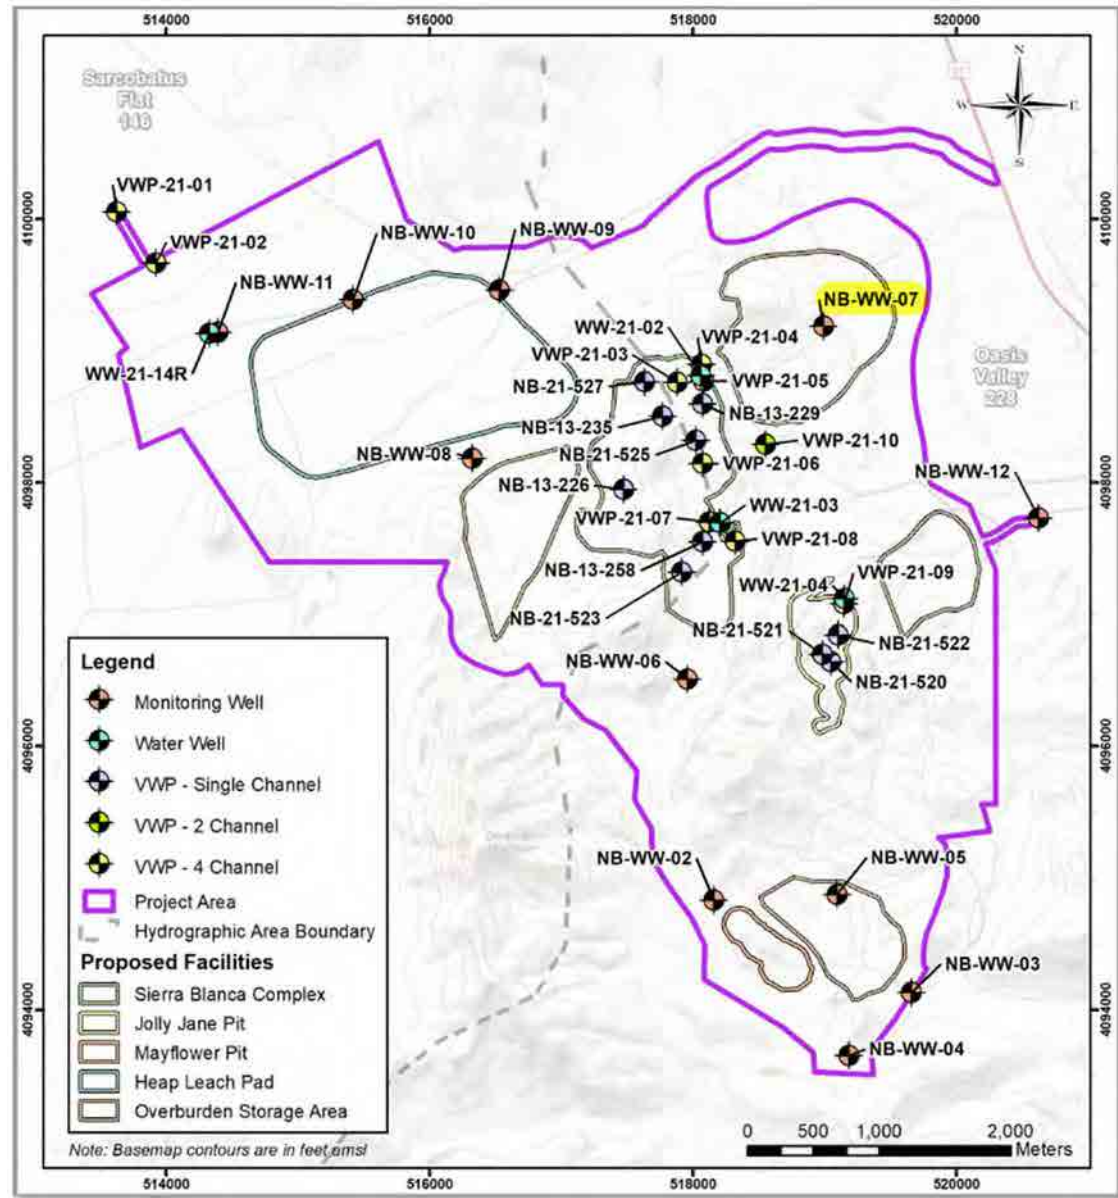 514000
516000
518000
520000
Sarcobatus
Flat
146
N
W
E
S
VWP-21-01
4100000
4100000
VWP-21-02
NB-WW-10
NB-WW-09
NB-WW-11
NB-WW-07
WW-21-02
VWP-21-04
VWP-21-03
Oasis
Valley
228
WW-21-14R
NB-21-527
VWP-21-05
NB-13-229
NB-13-235
VWP-21-10
NB-WW-08
NB-21-525
VWP-21-06
NB-WW-12
4098000
4098000
NB-13-226
WW-21-03
VWP-21-07
VWP-21-08
NB-13-258
VWP-21-09
WW-21-04
NB-21-523
NB-21-521
NB-21-522
NB-WW-06
NB-21-520
4096000
4096000
Legend
Monitoring Well
Water Well
VWP - Single Channel
VWP - 2 Channel
VWP - 4 Channel
Project Area
Hydrographic Area Boundary
Proposed Facilities
Sierra Blanca Complex
Jolly Jane Pit
Mayflower Pit
Heap Leach Pad
Overburden Storage Area
Note: Basemap contours are in feet amsl
NB-WW-02
NB-WW-05
NB-WW-03
4094000
4094000
NB-WW-04
0 500 1,000 2,000
Meters
514000
516000
518000
520000